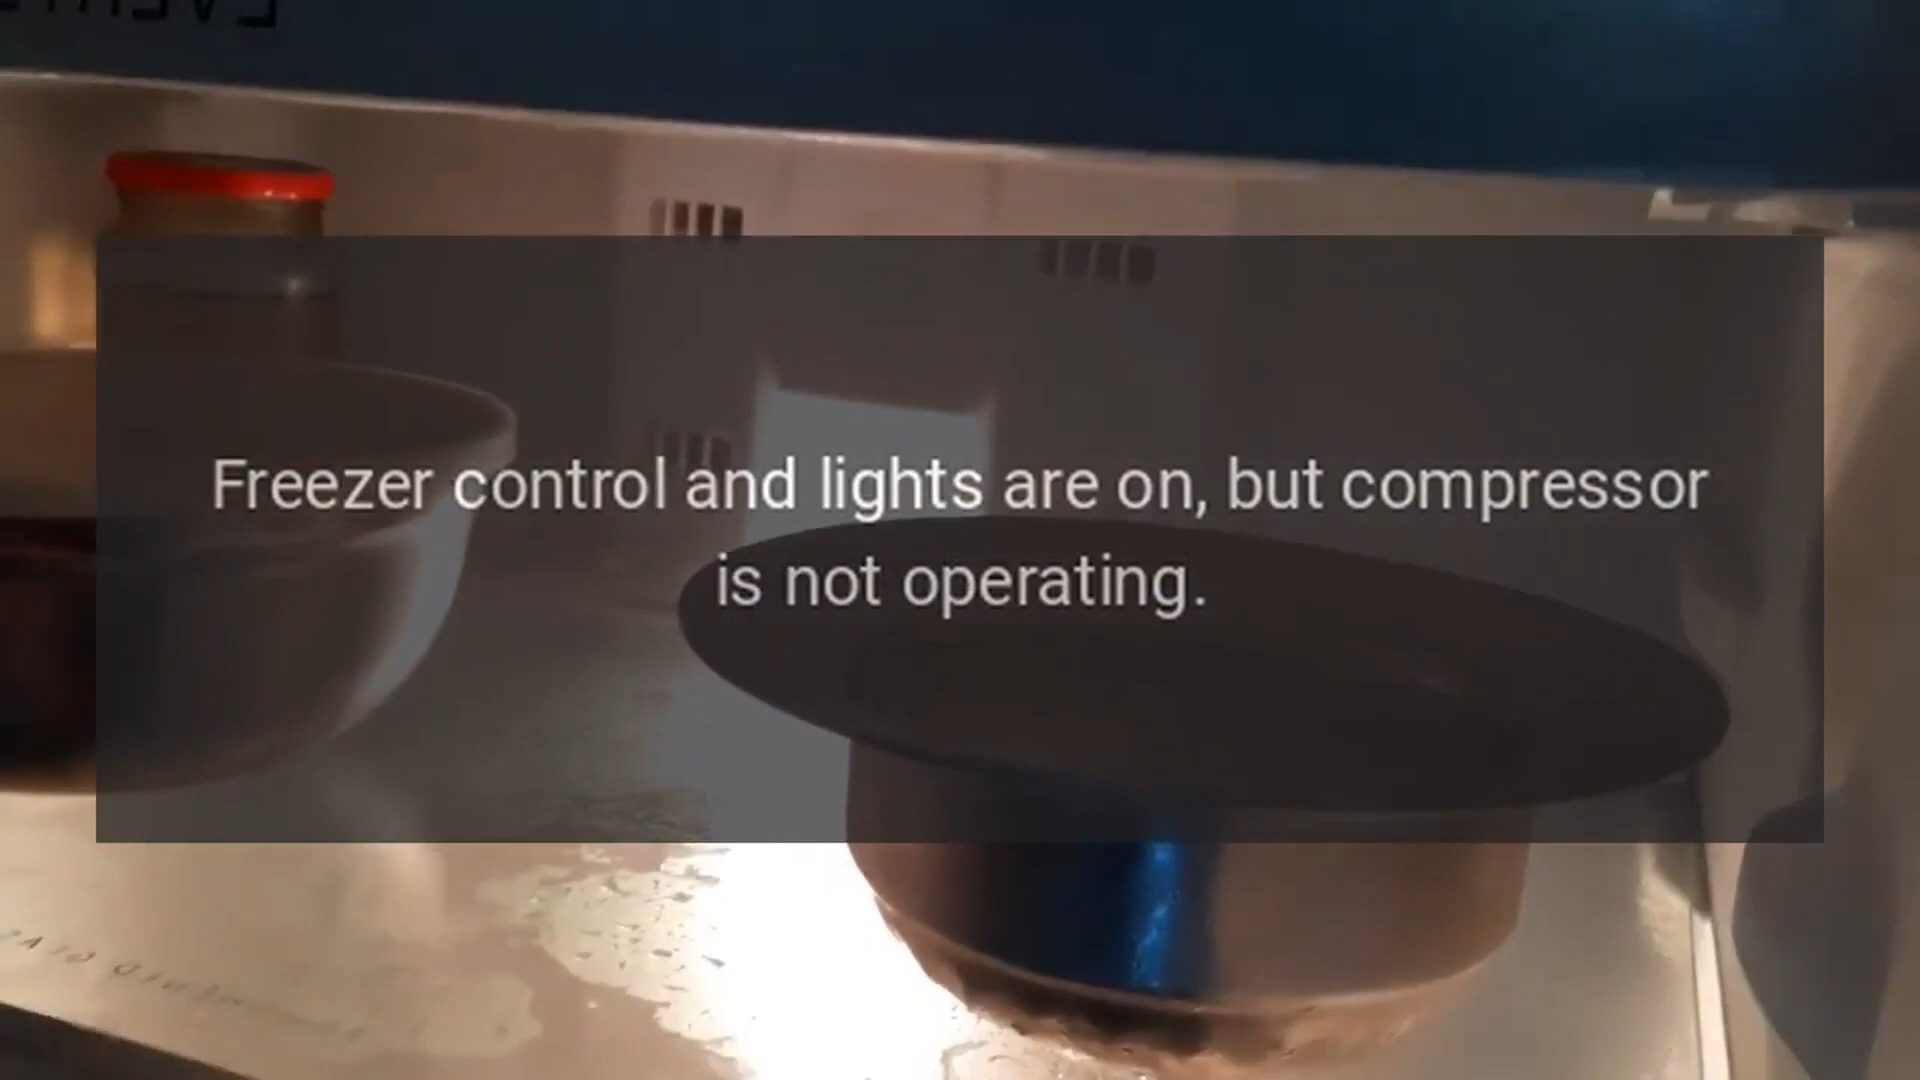 Freezer control and lights are on, but compressor
is not operating.